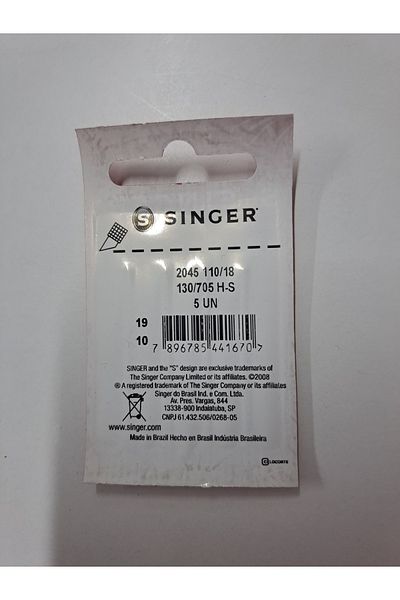 S SINGER®
2045 110/18
130/705 H-S
5 UN
19
10
7 896785 441670 >
SINGER and the "S" design are exclusive trademarks of
The Singer Company Limited or its affiliates. ©2008
® A registered trademark of The Singer Company or its affiliates
Singer do Brasil Ind. e Com. Ltda.
Av. Pres. Vargas, 844
13338-900 Indaiatuba, SP
CNPJ 61.432.506/0268-05
www.singer.com
Made in Brazil Hecho en Brasil Indústria Brasileira
LOCORTE